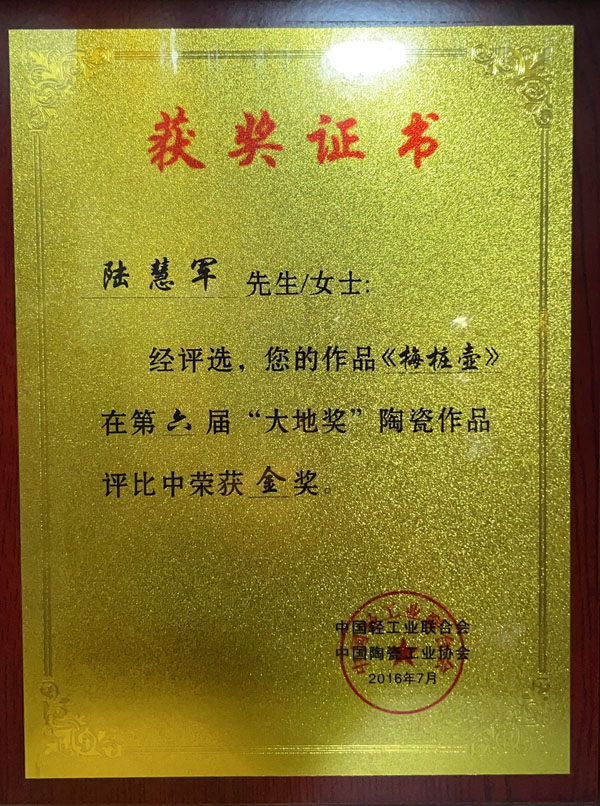 获奖证书
陆慧军 先生/女士:
经评选，您的作品《梅桩壶》
在第六届“大地奖”陶瓷作品
评比中荣获金奖。
中国轻工业联合会
中国陶瓷工业协会
2016年7月